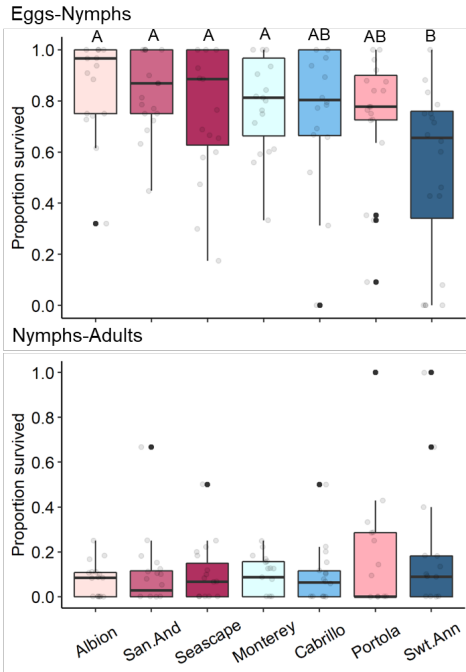 Eggs-Nymphs
A A A A AB AB B
1.0
0.8
0.6
0.4
0.2
0.0
Proportion survived
Nymphs-Adults
1.0
0.8
0.6
0.4
0.2
0.0
Proportion survived
Albion San.And Seascape Monterey Cabrillo Portola Swt.Ann